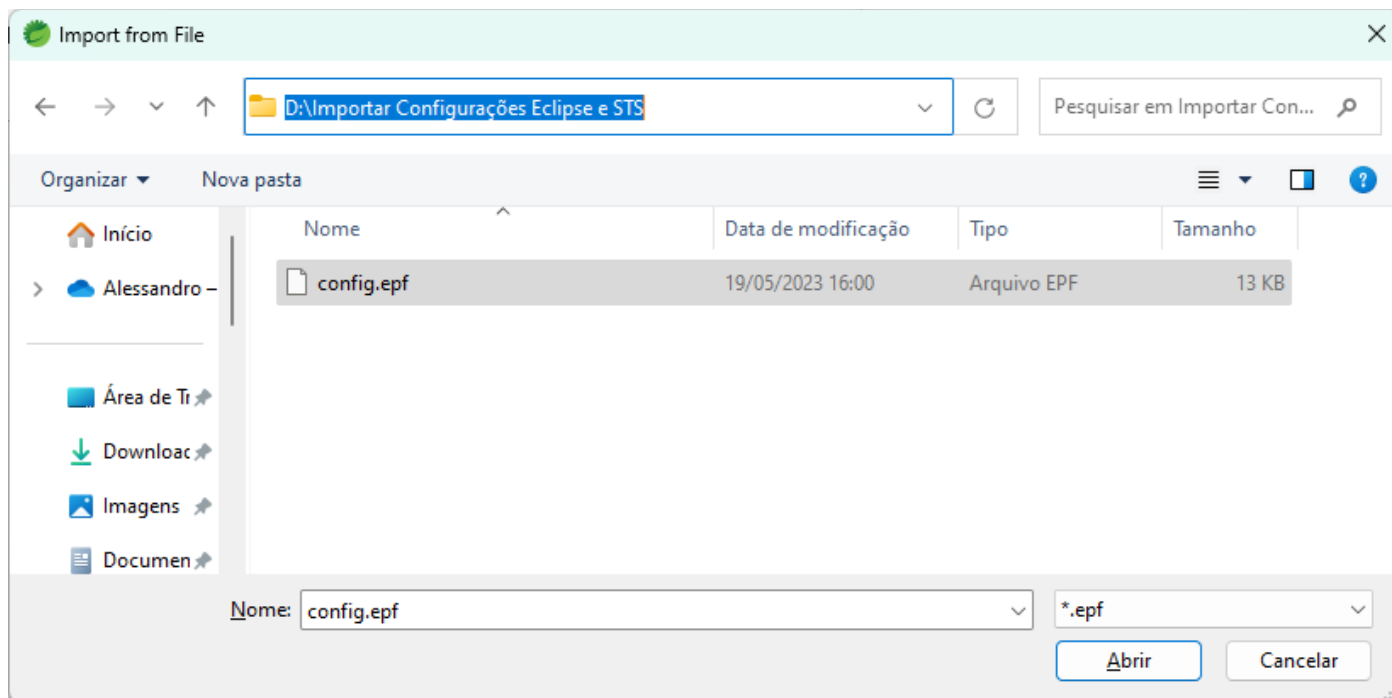 Import from File
D:\Importar Configurações Eclipse e STS
Pesquisar em Importar Con...
Organizar
Nova pasta
?
Início
Alessandro –
Área de Tr
Downloac
Imagens
Documen
Nome
Data de modificação
Tipo
Tamanho
config.epf
19/05/2023 16:00
Arquivo EPF
13 KB
Nome:
config.epf
*.epf
Abrir
Cancelar